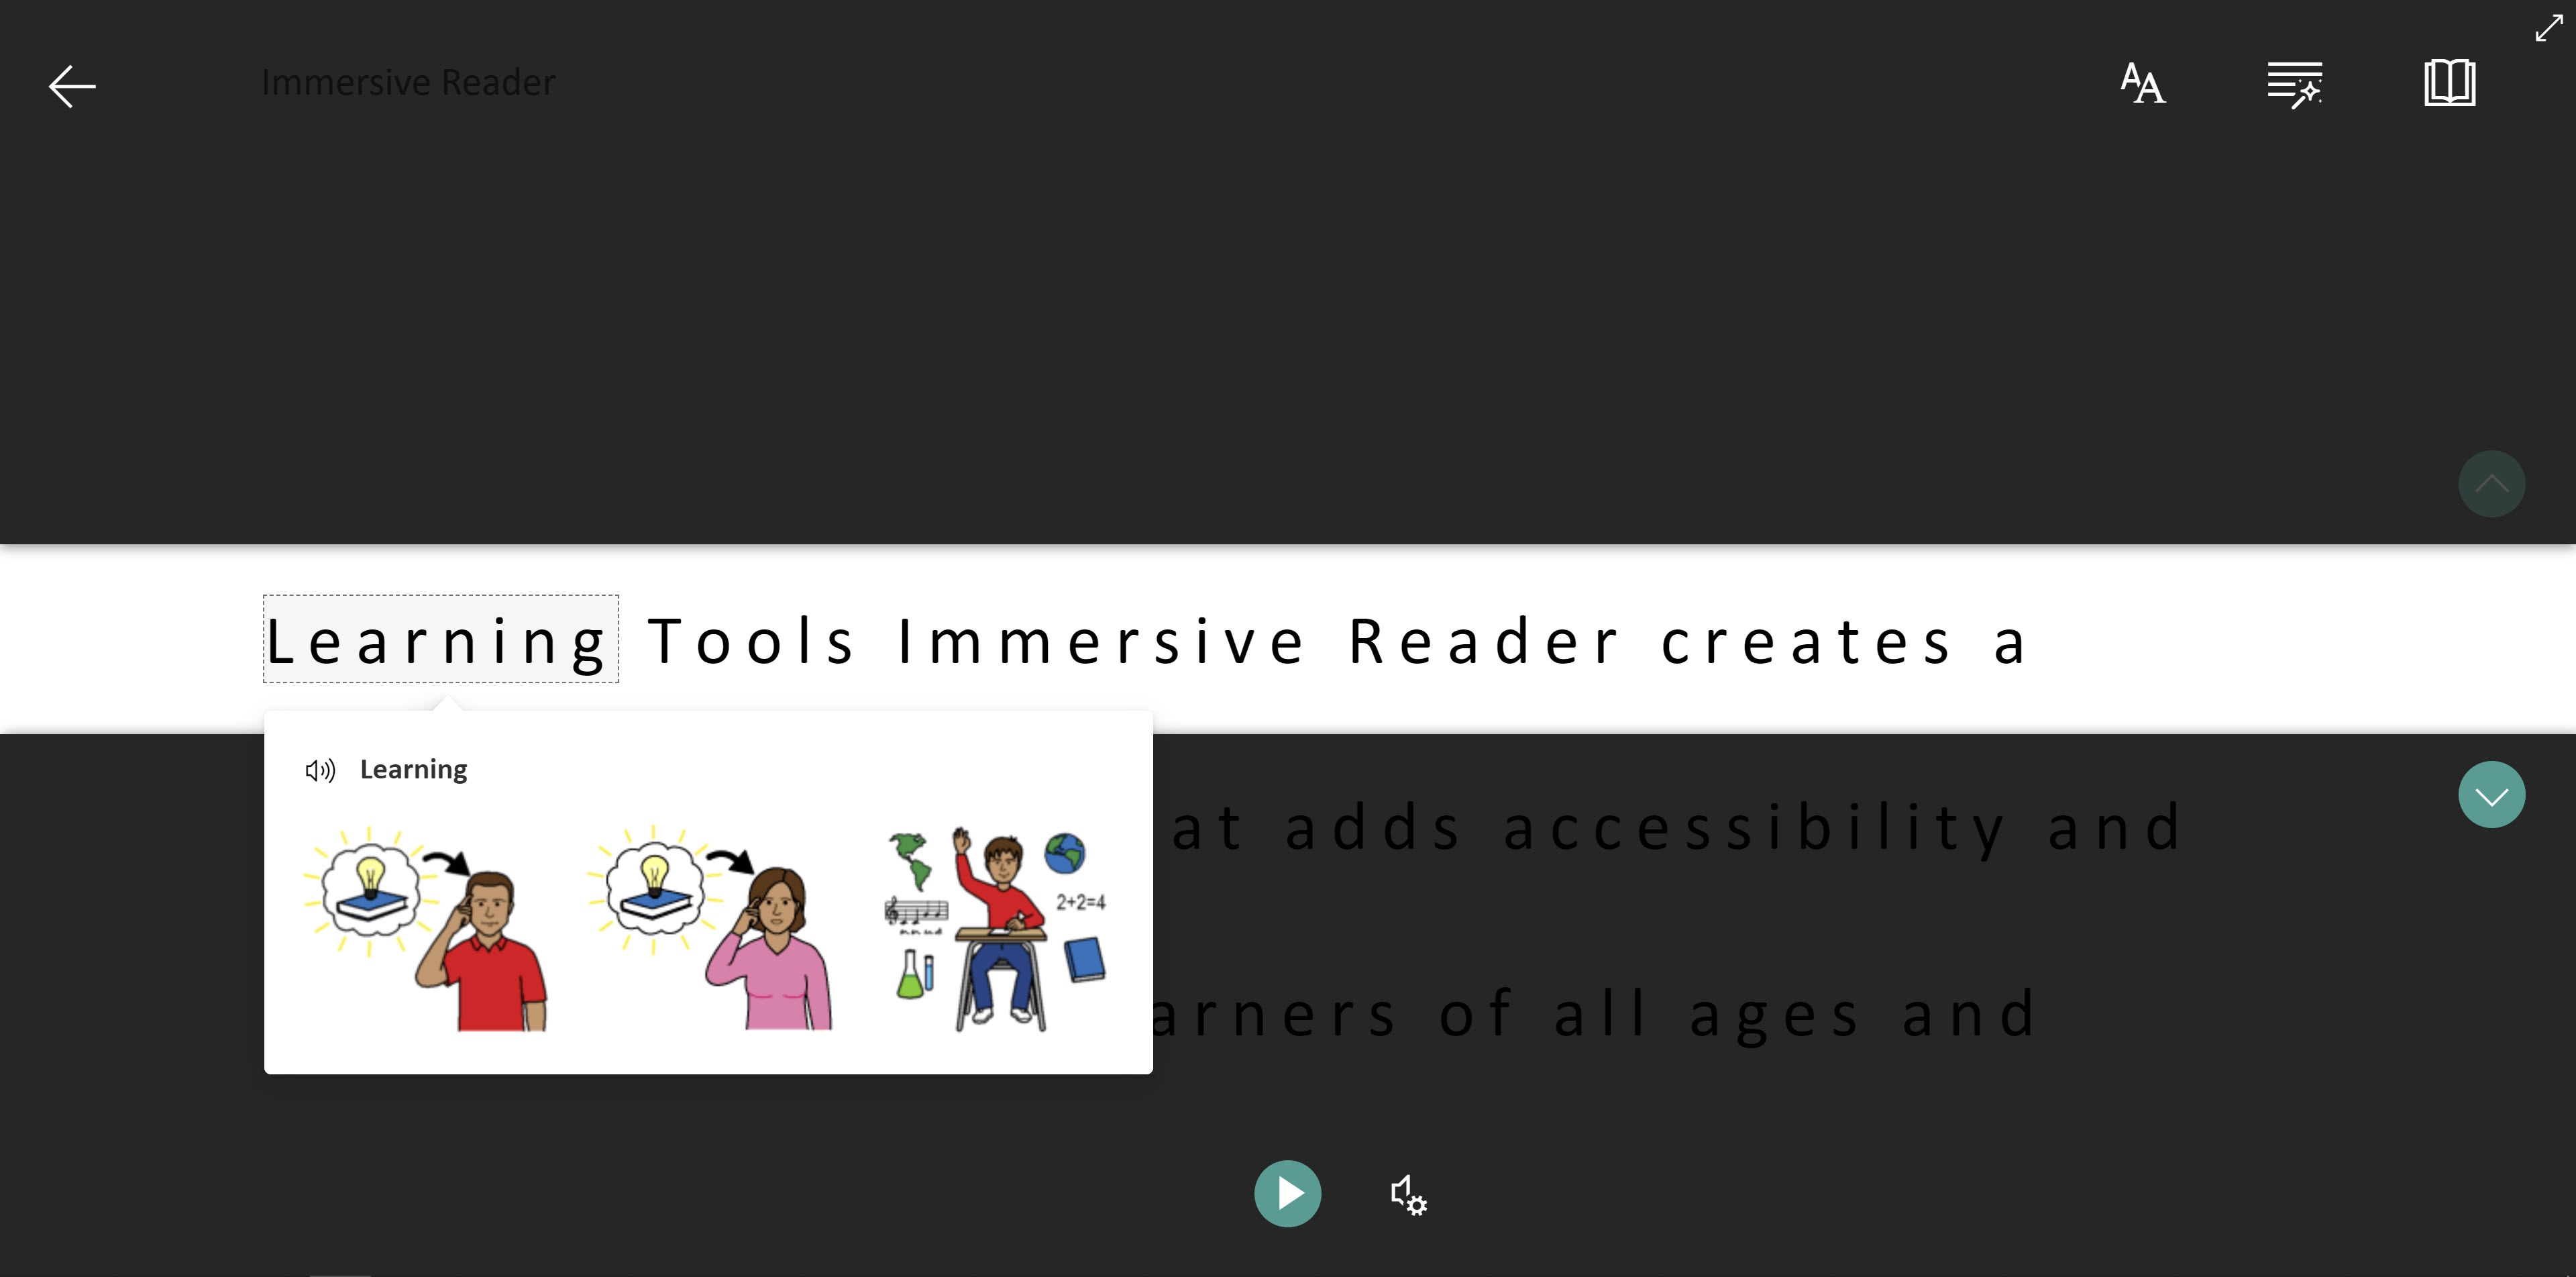 Immersive Reader
Learning Tools Immersive Reader creates a
Learning
at adds accessibility and
2+2=4
arners of all ages and